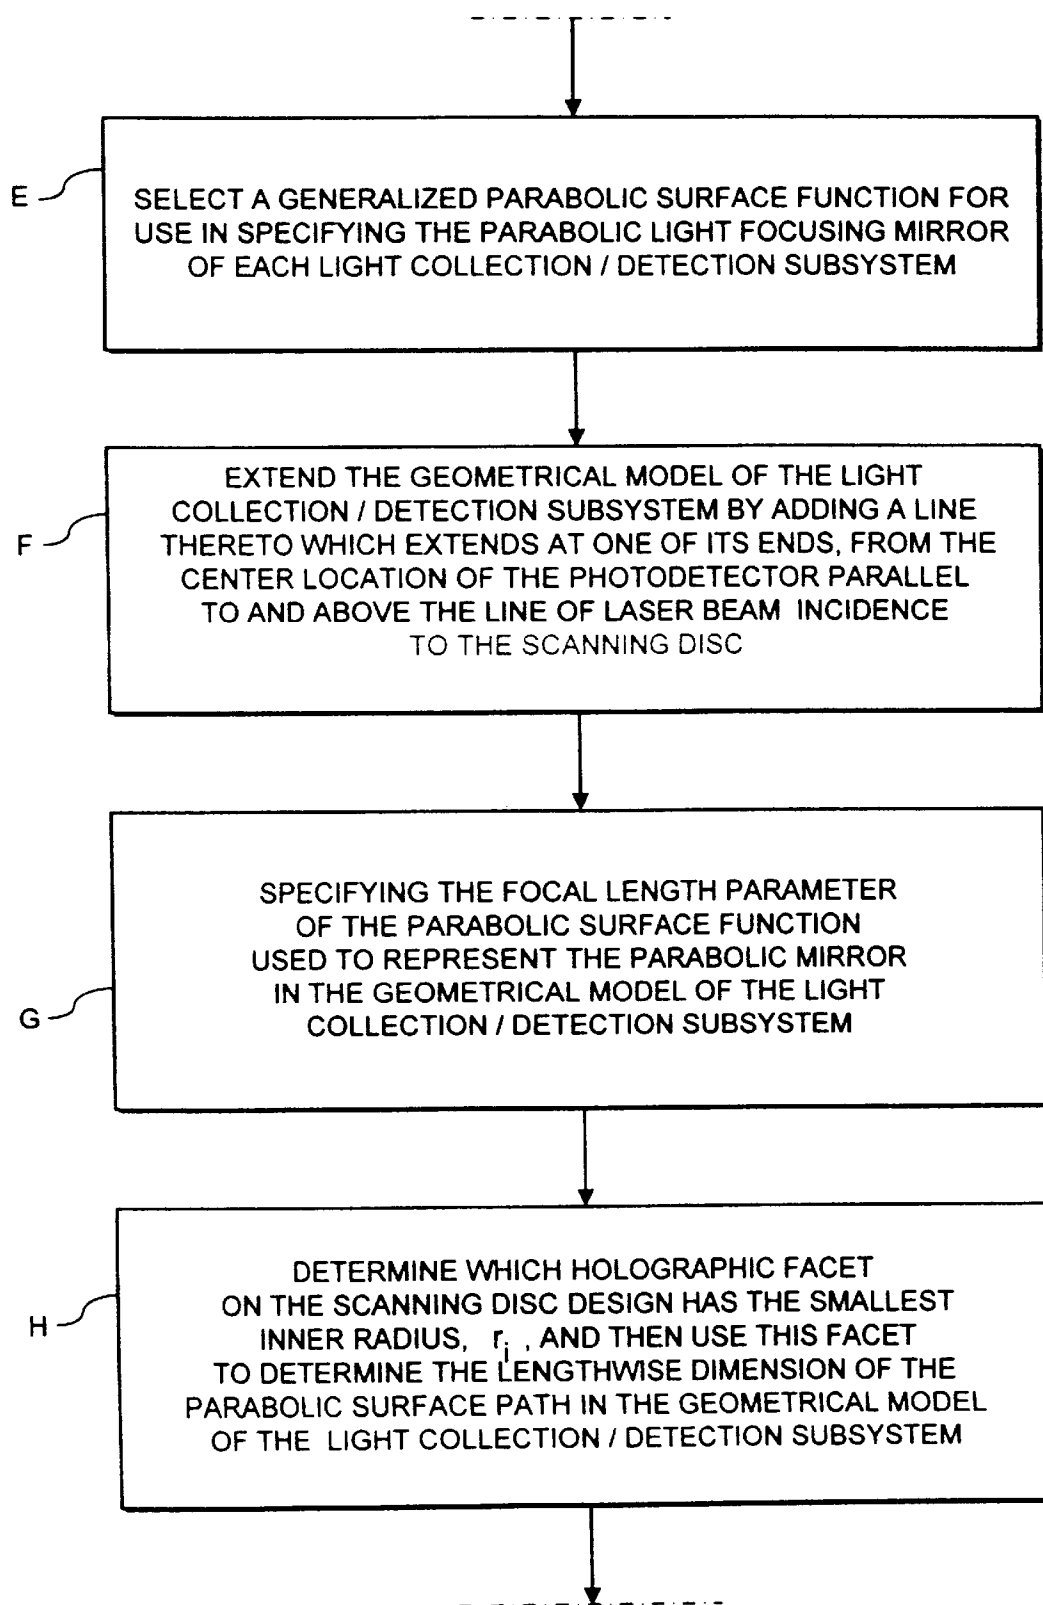 E
SELECT A GENERALIZED PARABOLIC SURFACE FUNCTION FOR
USE IN SPECIFYING THE PARABOLIC LIGHT FOCUSING MIRROR
OF EACH LIGHT COLLECTION / DETECTION SUBSYSTEM
F
EXTEND THE GEOMETRICAL MODEL OF THE LIGHT
COLLECTION / DETECTION SUBSYSTEM BY ADDING A LINE
THERETO WHICH EXTENDS AT ONE OF ITS ENDS, FROM THE
CENTER LOCATION OF THE PHOTODETECTOR PARALLEL
TO AND ABOVE THE LINE OF LASER BEAM INCIDENCE
TO THE SCANNING DISC
G
SPECIFYING THE FOCAL LENGTH PARAMETER
OF THE PARABOLIC SURFACE FUNCTION
USED TO REPRESENT THE PARABOLIC MIRROR
IN THE GEOMETRICAL MODEL OF THE LIGHT
COLLECTION / DETECTION SUBSYSTEM
H
DETERMINE WHICH HOLOGRAPHIC FACET
ON THE SCANNING DISC DESIGN HAS THE SMALLEST
INNER RADIUS, ri , AND THEN USE THIS FACET
TO DETERMINE THE LENGTHWISE DIMENSION OF THE
PARABOLIC SURFACE PATH IN THE GEOMETRICAL MODEL
OF THE LIGHT COLLECTION / DETECTION SUBSYSTEM